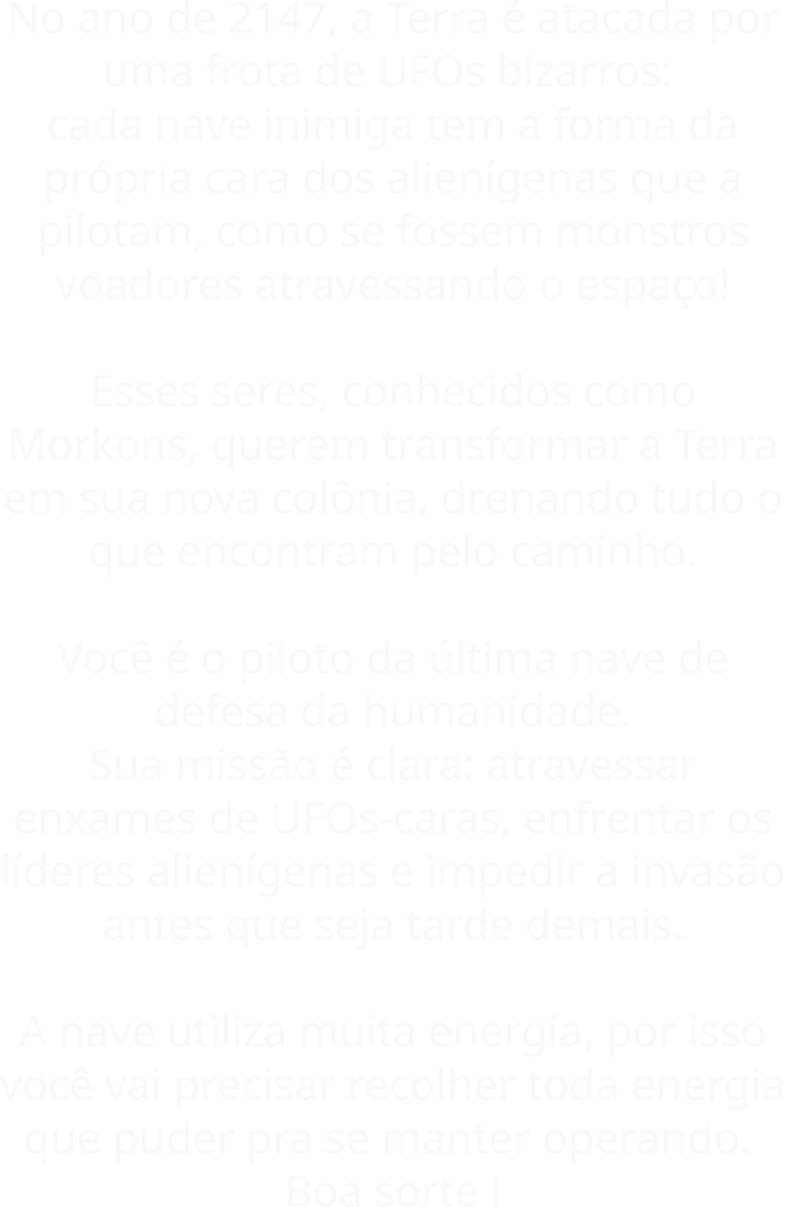 No ano de 2147, a Terra é atacada por
uma frota de UFOs bizarros:
cada nave inimiga tem a forma da
própria cara dos alienígenas que a
pilotam, como se fossem monstros
voadores atravessando o espaço!
Esses seres, conhecidos como
Morkons, querem transformar a Terra
em sua nova colônia, drenando tudo o
que encontram pelo caminho.
Você é o piloto da última nave de
defesa da humanidade.
Sua missão é clara: atravessar
enxames de UFOs-caras, enfrentar os
líderes alienígenas e impedir a invasão
antes que seja tarde demais.
A nave utiliza muita energia, por isso
você vai precisar recolher toda energia
que puder pra se manter operando.
Boa sorte !